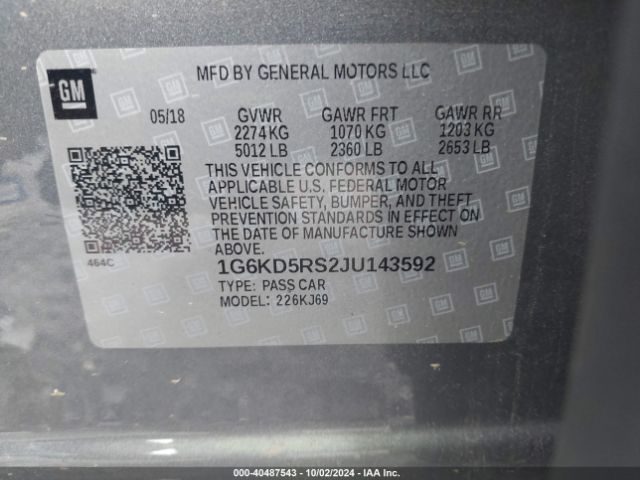 GM
MFD BY GENERAL MOTORS LLC
05/18 GVWR GAWR FRT GAWR RR
2274 KG 1070 KG 1203 KG
5012 LB 2360 LB 2653 LB
THIS VEHICLE CONFORMS TO ALL
APPLICABLE U.S. FEDERAL MOTOR
VEHICLE SAFETY, BUMPER, AND THEFT
PREVENTION STANDARDS IN EFFECT ON
THE DATE OF MANUFACTURE SHOWN
ABOVE.
464C
1G6KD5RS2JU143592
TYPE: PASS CAR
MODEL: 226KJ69
000-40487543 - 10/02/2024 - IAA Inc.